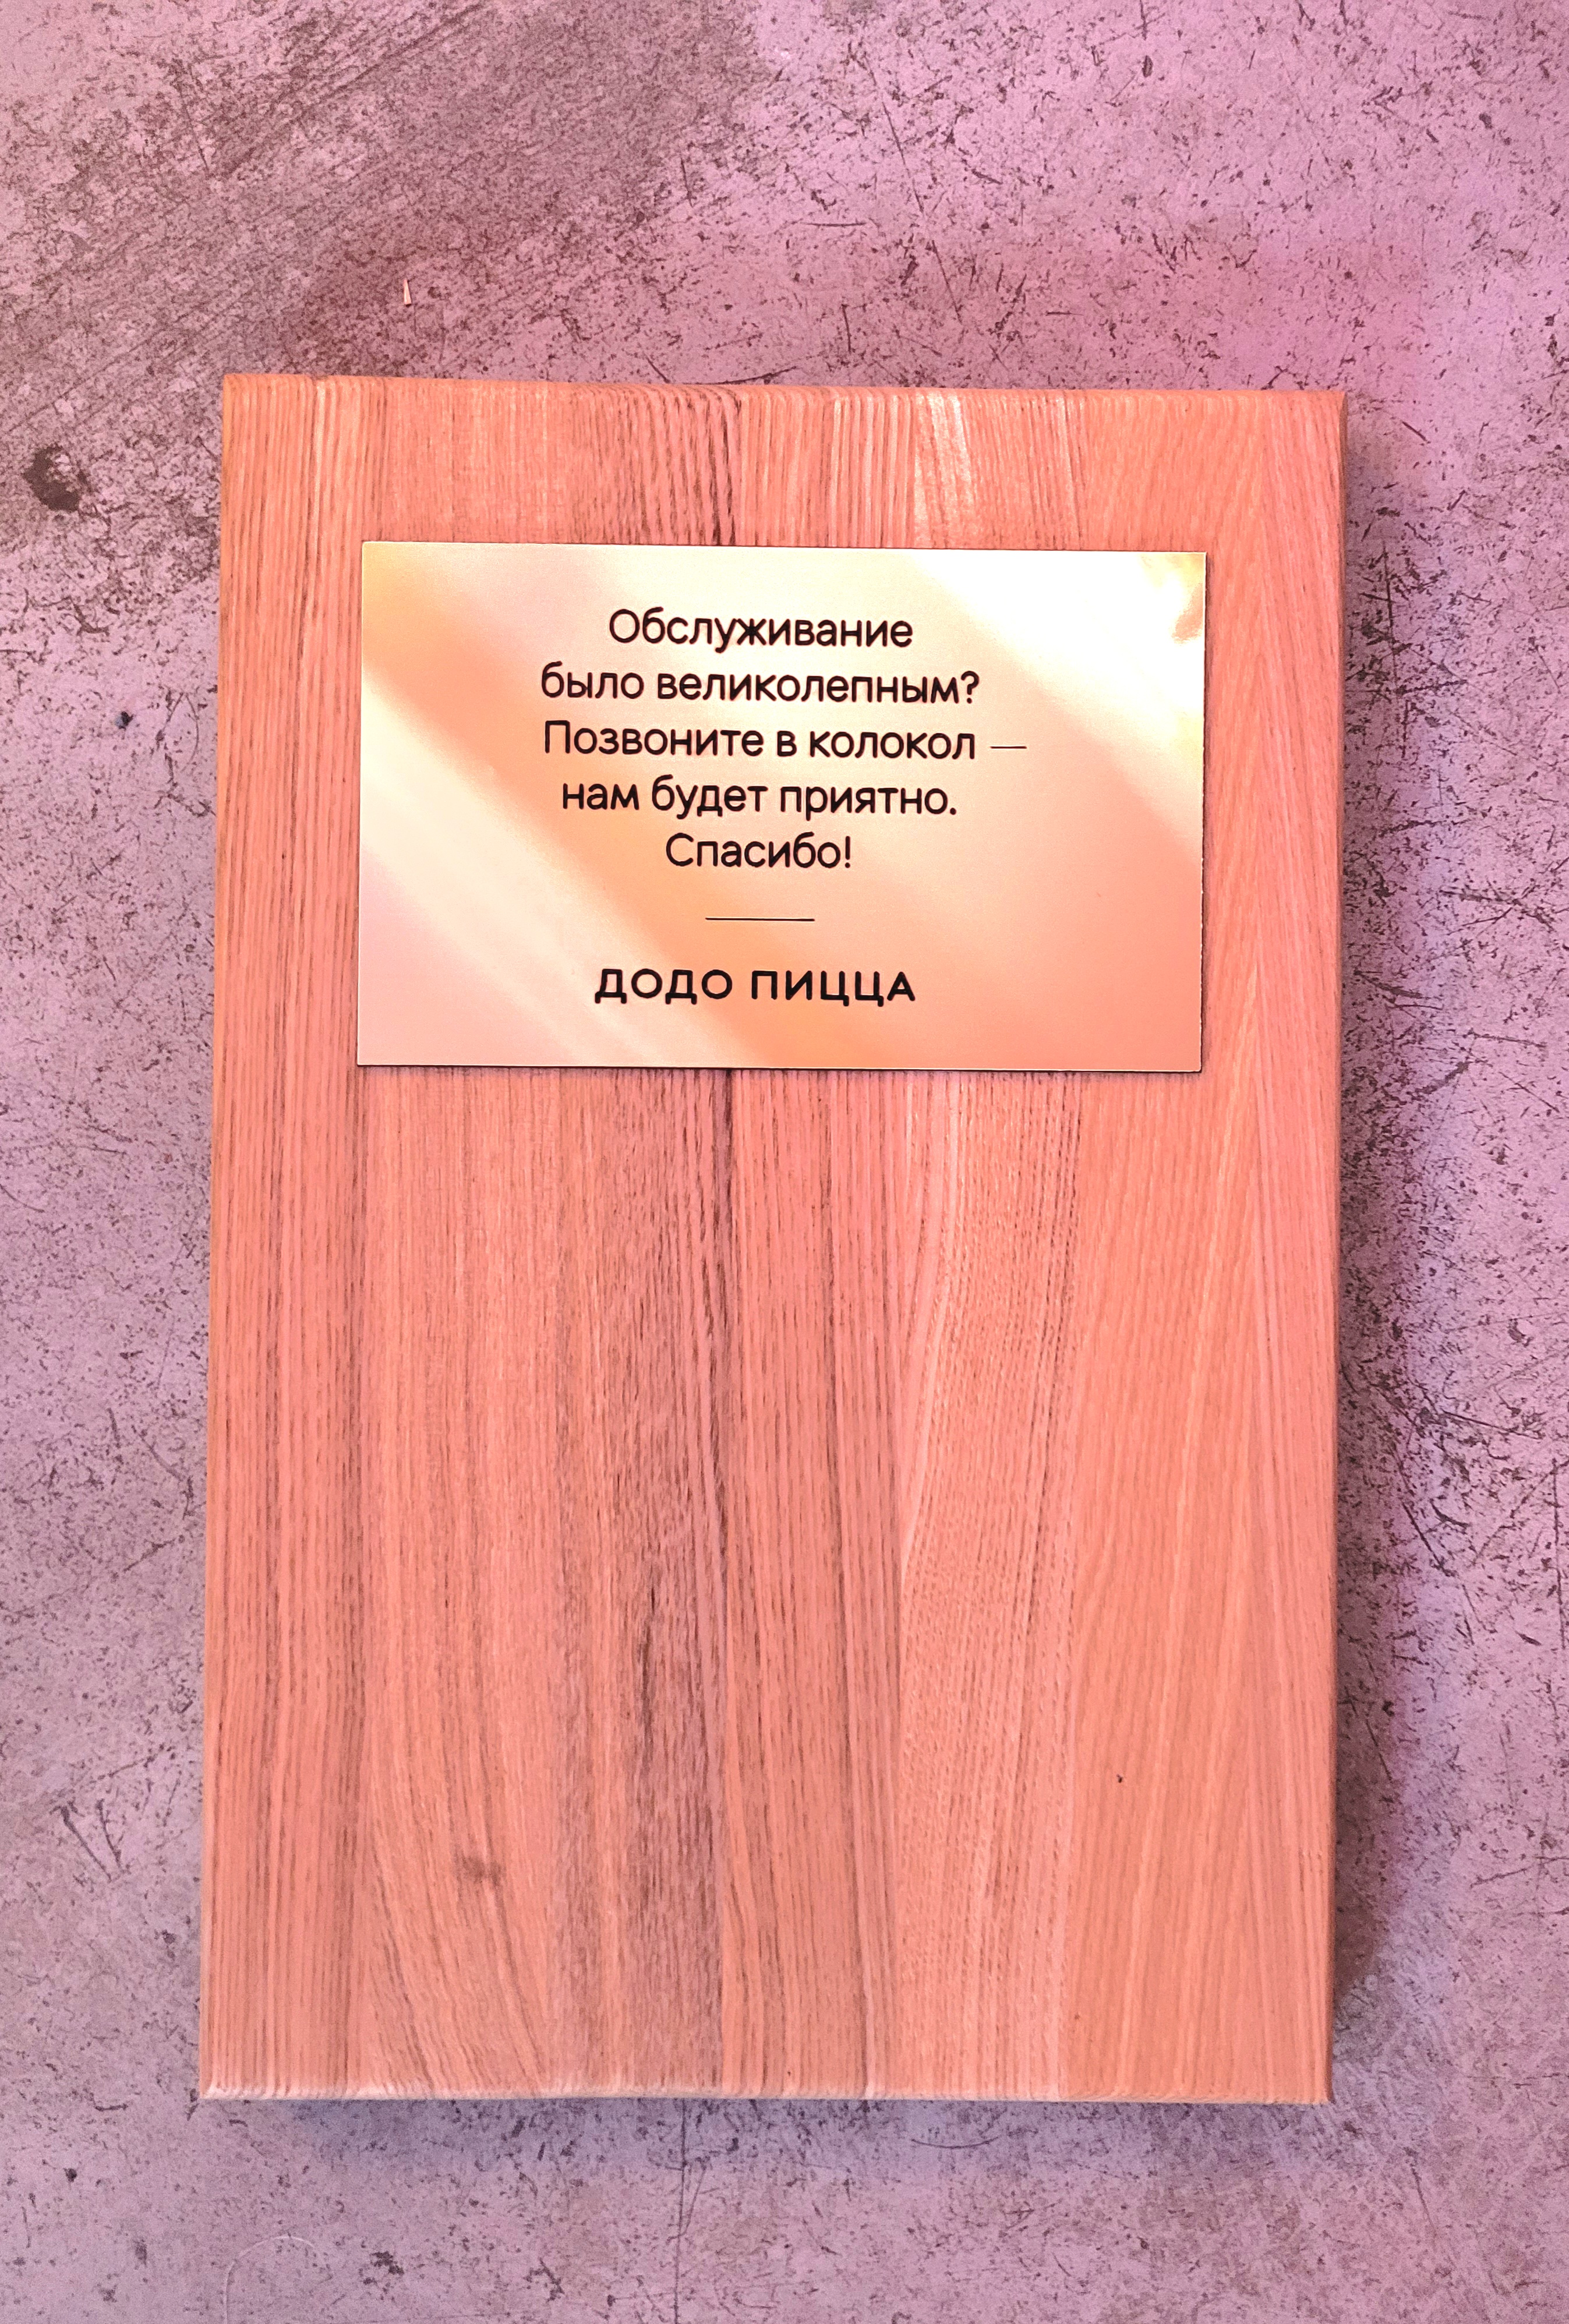 Обслуживание
было великолепным?
Позвоните в колокол —
нам будет приятно.
Спасибо!
ДОДО ПИЦЦА